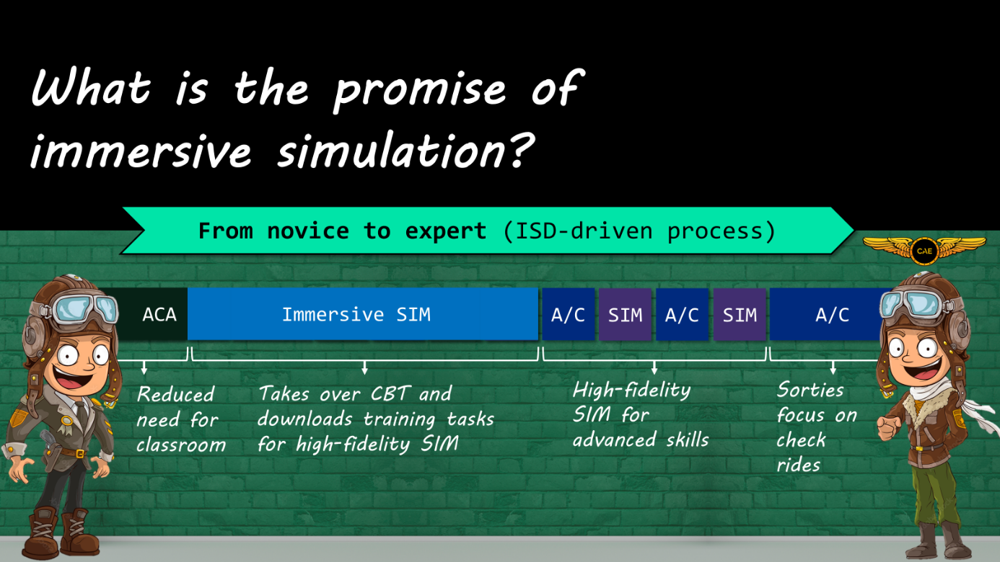 What is the promise of
immersive simulation?
From novice to expert (ISD-driven process)
CAE
ACA
Immersive SIM
A/C
SIM
A/C
SIM
A/C
Reduced
need for
classroom
Takes over CBT and
downloads training tasks
for high-fidelity SIM
High-fidelity
SIM for
advanced skills
Sorties
focus on
check
rides